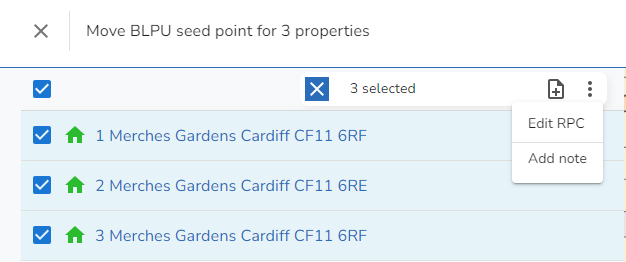 Move BLPU seed point for 3 properties
3 selected
Edit RPC
1 Merches Gardens Cardiff CF11 6RF
Add note
2 Merches Gardens Cardiff CF11 6RE
3 Merches Gardens Cardiff CF11 6RF